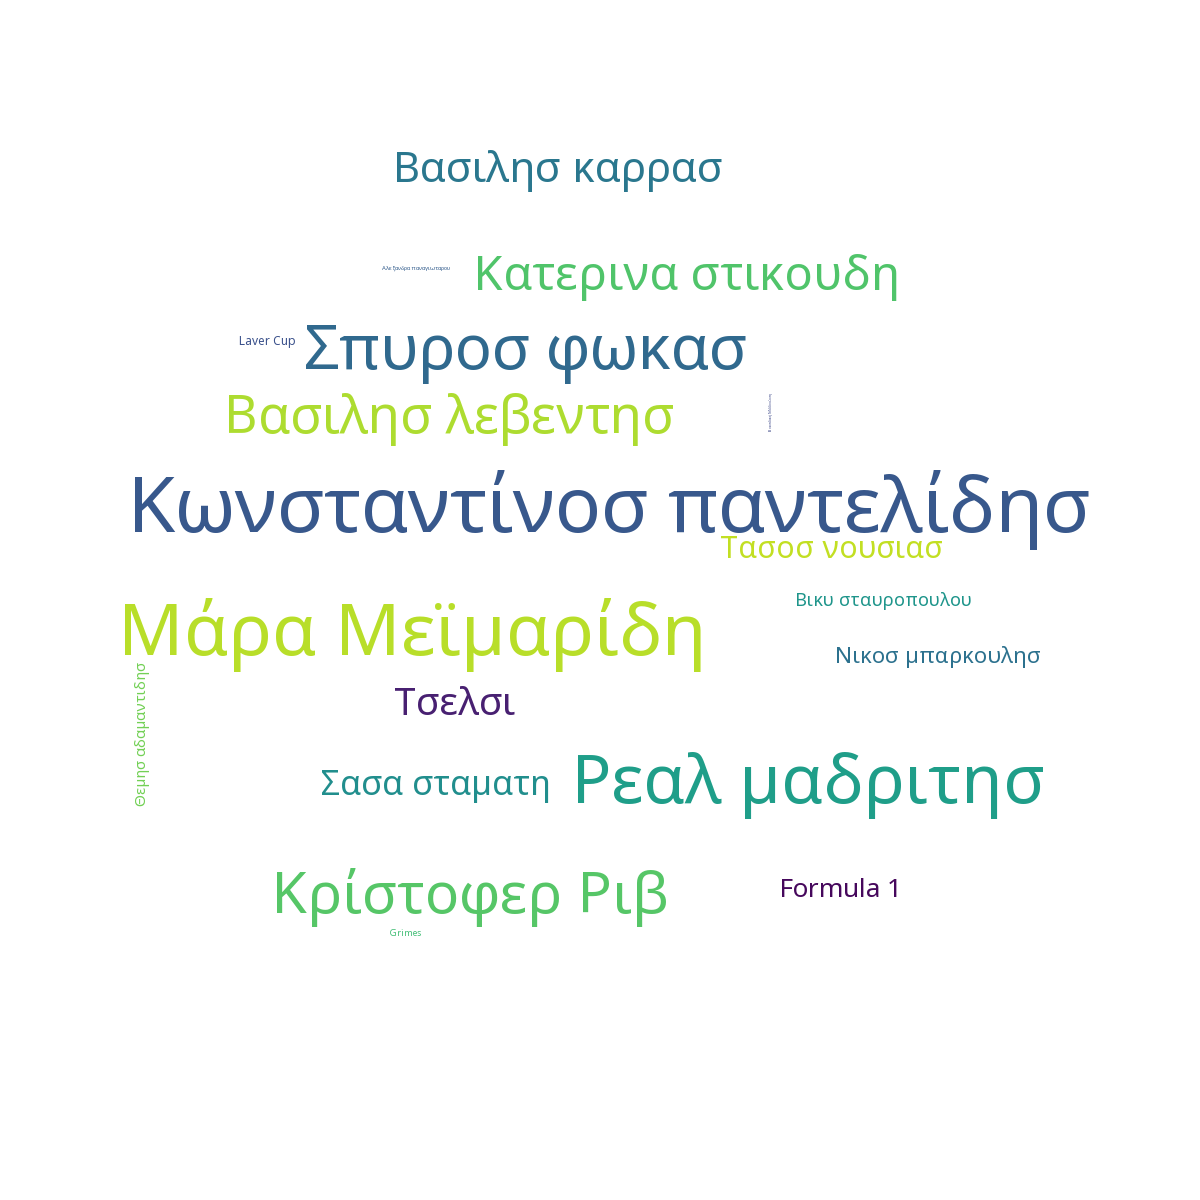 Βασιλησ καρρασ
Αλεξανδρα παναγιωταρου
Κατερινα στικουδη
Laver Cup
Σπυροσ φωκασ
Βασιλησ λεβεντησ
Κωνσταντίνοσ παντελίδησ
Τασοσ νουσιασ
Βικυ σταυροπουλου
Μάρα Μεϊμαρίδη
Νικοσ μπαρκουλησ
Θεμησ αδαμαντιδησ
Τσελσι
Σασα σταματη
Ρεαλ μαδριτησ
Κρίστοφερ Ριβ
Formula 1
Grimes